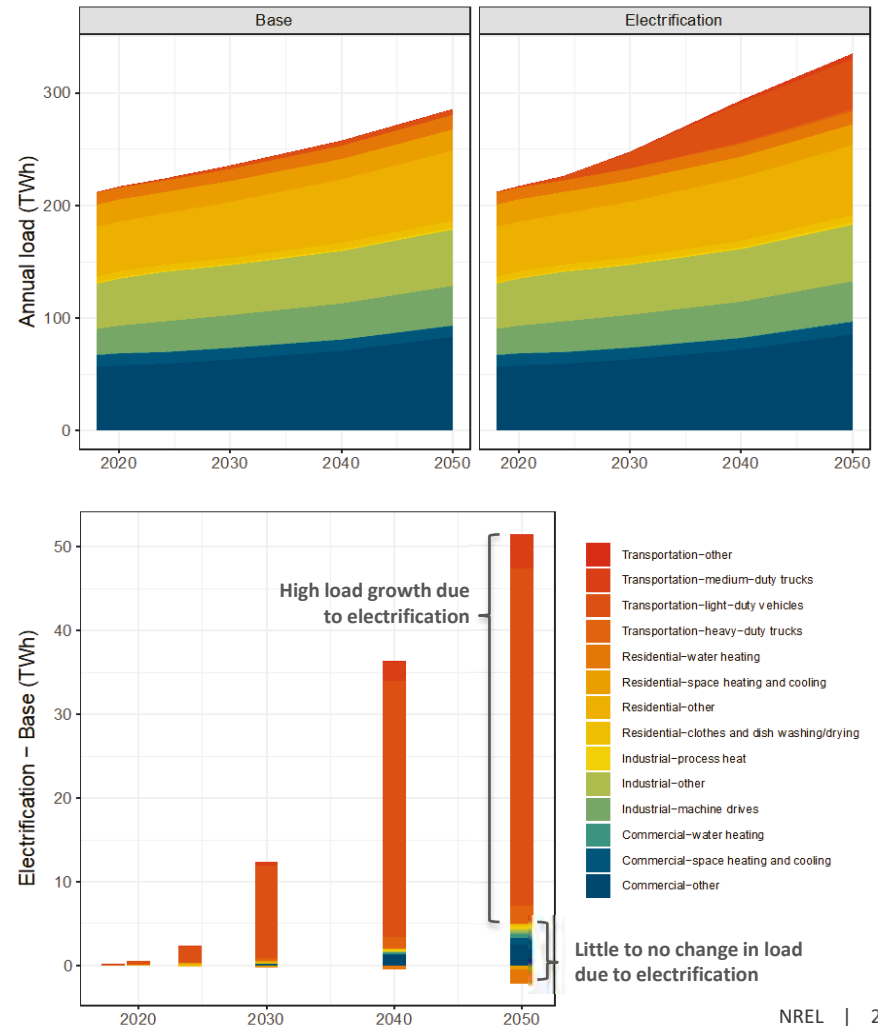 Base
Electrification
Annual load (TWh)
300
200
100
0
2020
2030
2040
2050
2020
2030
2040
2050
Electrification − Base (TWh)
50
40
30
20
10
0
2020
2030
2040
2050
High load growth due
to electrification
Transportation−other
Transportation−medium−duty trucks
Transportation−light−duty vehicles
Transportation−heavy−duty trucks
Residential−water heating
Residential−space heating and cooling
Residential−other
Residential−clothes and dish washing/drying
Industrial−process heat
Industrial−other
Industrial−machine drives
Commercial−water heating
Commercial−space heating and cooling
Commercial−other
Little to no change in load
due to electrification
NREL | 2